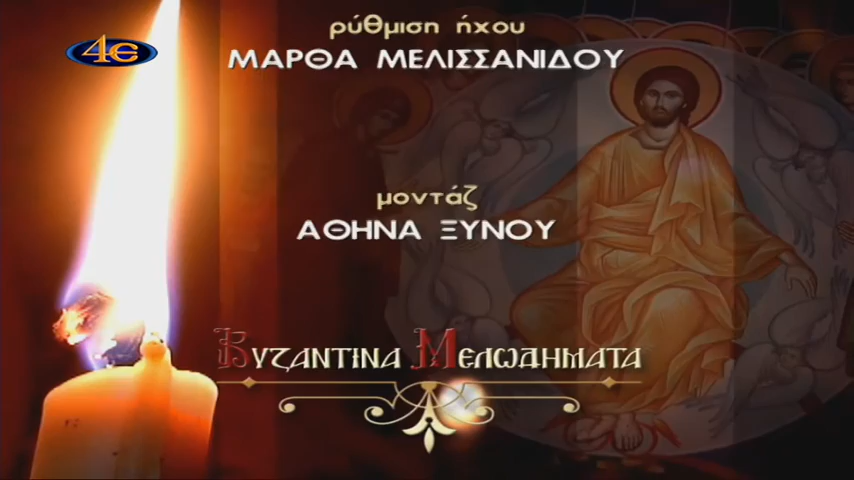 4Ε
ρύθμιση ήχου
ΜΑΡΘΑ ΜΕΛΙΣΣΑΝΙΔΟΥ
μοντάζ
ΑΘΗΝΑ ΞΥΝΟΥ
ΒΥΖΑΝΤΙΝΑ ΜΕΛΩΔΗΜΑΤΑ